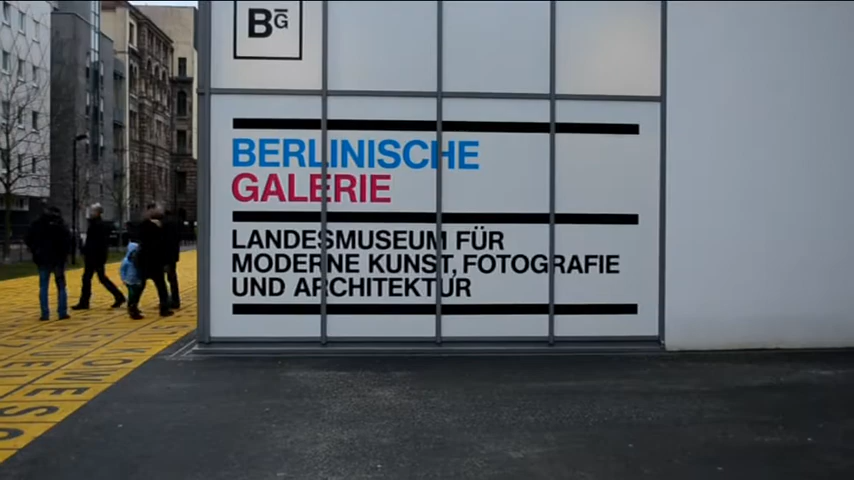 BG
BERLINISCHE
GALERIE
LANDESMUSEUM FÜR
MODERNE KUNST, FOTOGRAFIE
UND ARCHITEKTUR